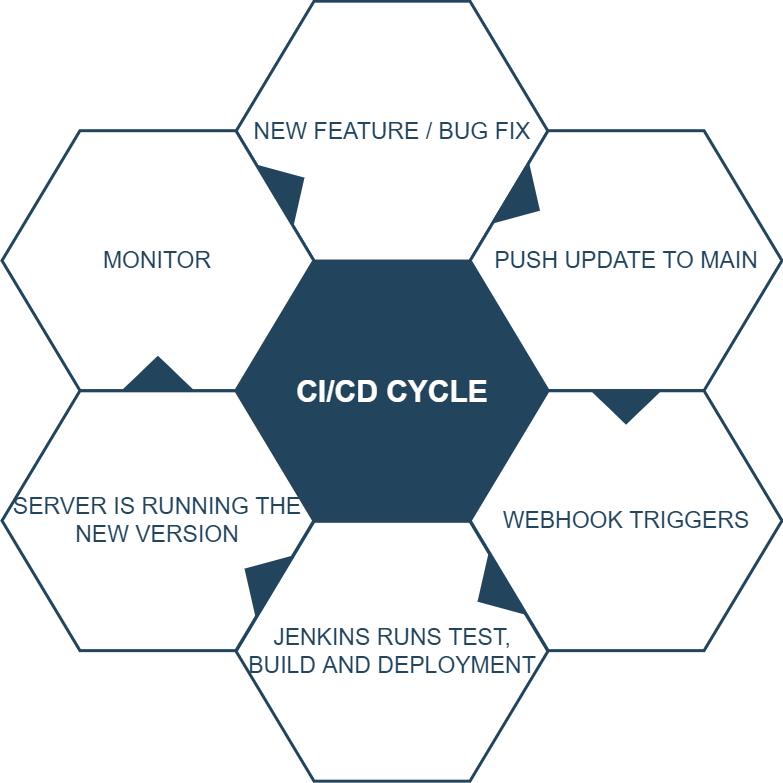 NEW FEATURE / BUG FIX
PUSH UPDATE TO MAIN
WEBHOOK TRIGGERS
JENKINS RUNS TEST,
BUILD AND DEPLOYMENT
SERVER IS RUNNING THE
NEW VERSION
MONITOR
CI/CD CYCLE